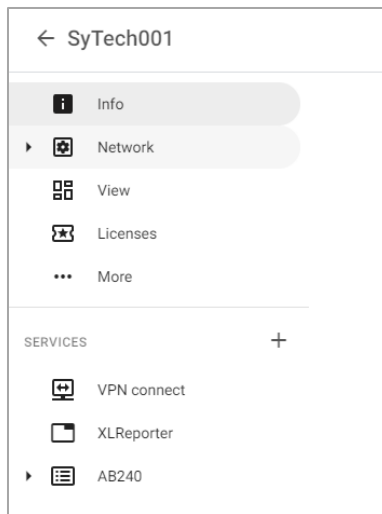 SyTech001
Info
Network
View
Licenses
More
SERVICES
VPN connect
XLReporter
AB240